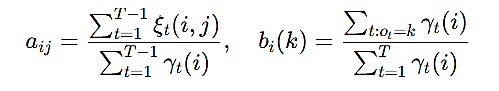 $a_{ij} = \frac{\sum_{t=1}^{T-1} \xi_t(i,j)}{\sum_{t=1}^{T-1} \gamma_t(i)}, \quad b_i(k) = \frac{\sum_{t:o_t=k} \gamma_t(i)}{\sum_{t=1}^{T} \gamma_t(i)}$